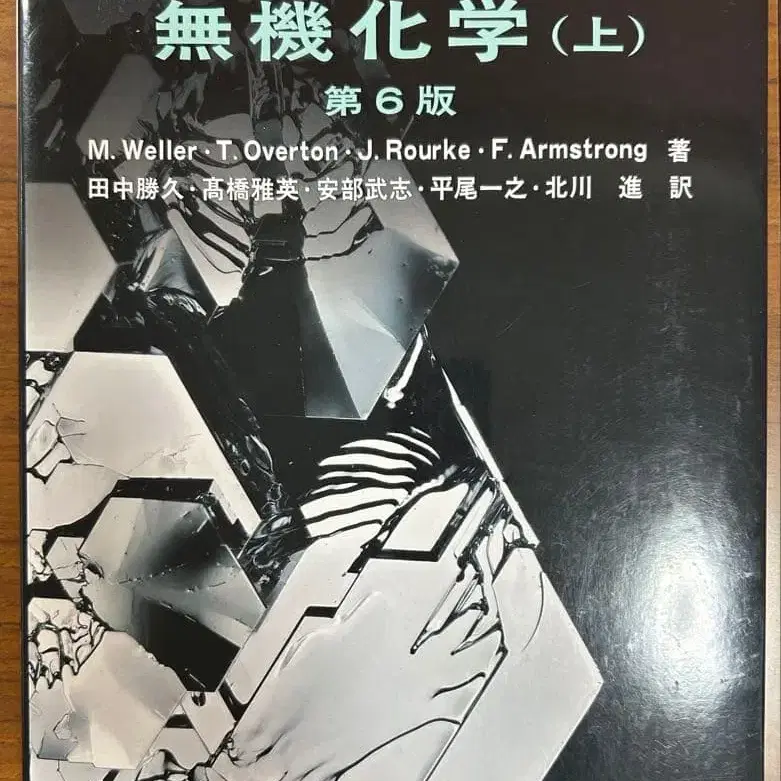 無機化学(上)
第6版
M. Weller・T. Overton・J. Rourke・F. Armstrong 著
田中勝久・髙橋雅英・安部武志・平尾一之・北川 進 訳